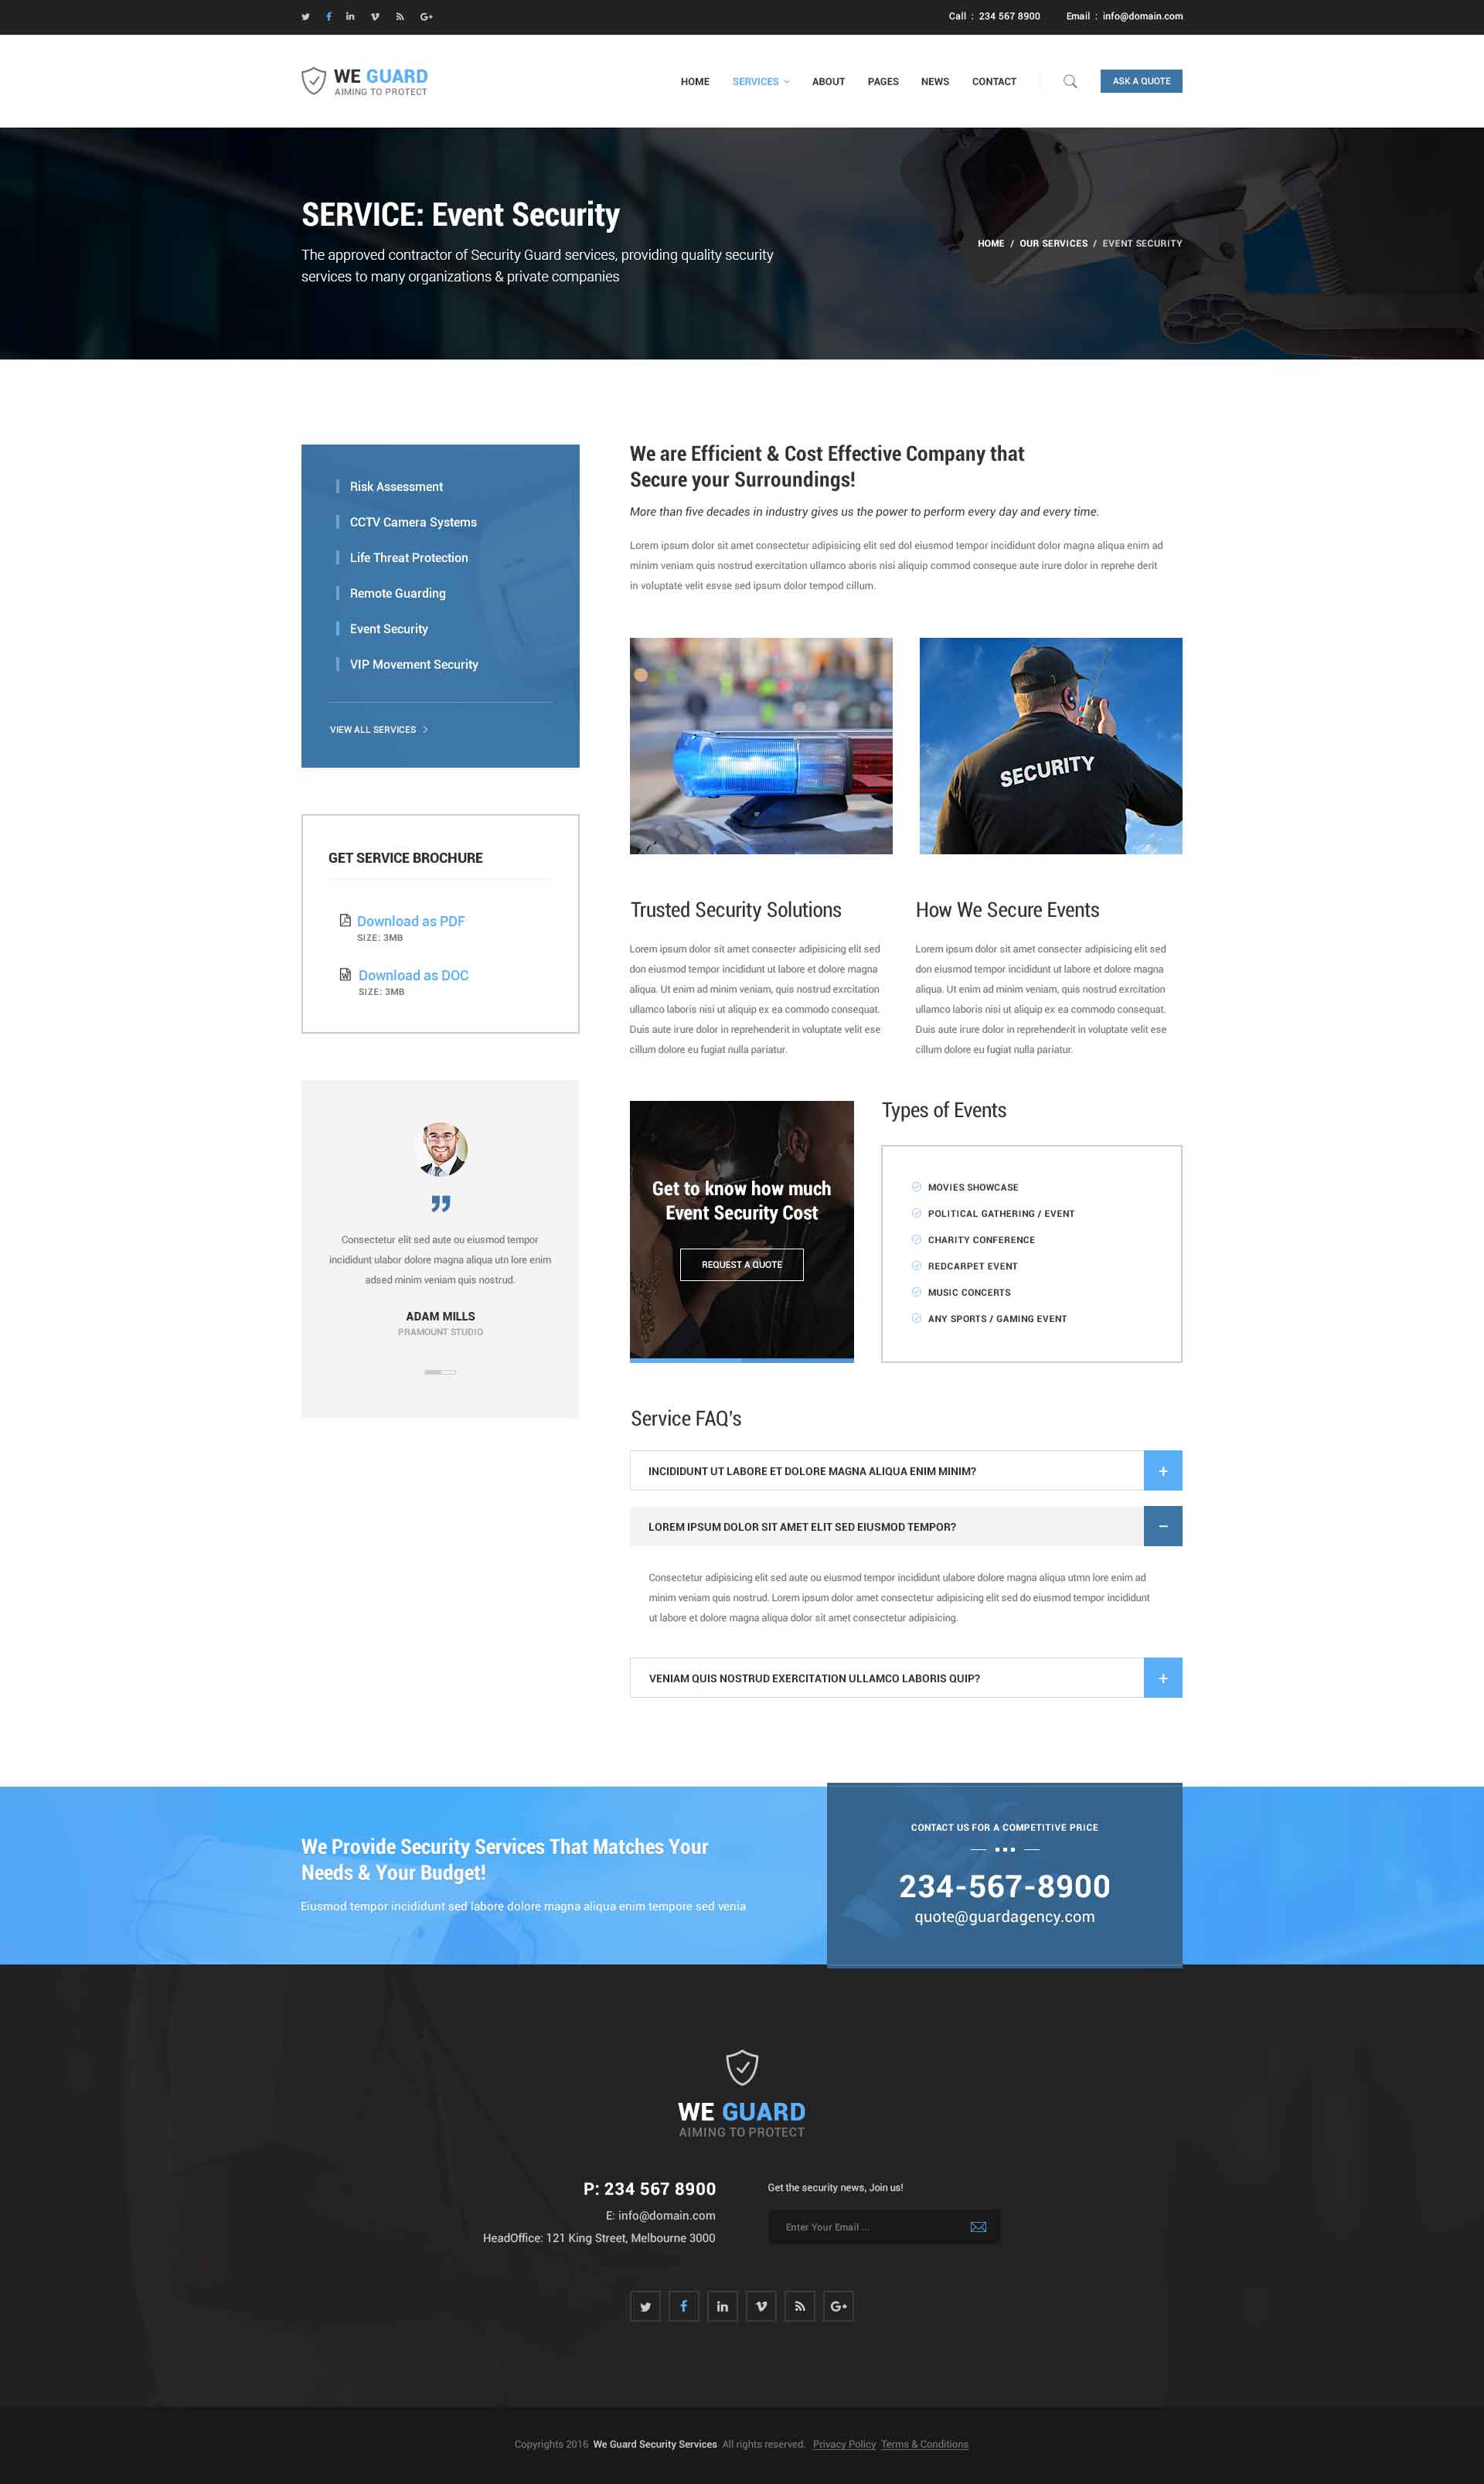 Call : 234 567 8900 Email : info@domain.com
WE GUARD
AIMING TO PROTECT
HOME SERVICES ABOUT PAGES NEWS CONTACT ASK A QUOTE
SERVICE: Event Security
The approved contractor of Security Guard services, providing quality security
services to many organizations & private companies
HOME / OUR SERVICES / EVENT SECURITY
Risk Assessment
CCTV Camera Systems
Life Threat Protection
Remote Guarding
Event Security
VIP Movement Security
VIEW ALL SERVICES
GET SERVICE BROCHURE
Download as PDF
SIZE: 3MB
Download as DOC
SIZE: 3MB
Consectetur elit sed aute ou eiusmod tempor
incididunt ulabor dolore magna aliqua utn lore enim
adsed minim veniam quis nostrud.
ADAM MILLS
PRAMOUNT STUDIO
We are Efficient & Cost Effective Company that
Secure your Surroundings!
More than five decades in industry gives us the power to perform every day and every time.
Lorem ipsum dolor sit amet consectetur adipisicing elit sed dol eiusmod tempor incididunt dolor magna aliqua enim ad
minim veniam quis nostrud exercitation ullamco aboris nisi aliquip commod conseque aute irure dolor in reprehe derit
in voluptate velit esvse sed ipsum dolor tempod cillum.
SECURITY
Trusted Security Solutions
Lorem ipsum dolor sit amet consecter adipisicing elit sed
don eiusmod tempor incididunt ut labore et dolore magna
aliqua. Ut enim ad minim veniam, quis nostrud exrcitation
ullamco laboris nisi ut aliquip ex ea commodo consequat.
Duis aute irure dolor in reprehenderit in voluptate velit ese
cillum dolore eu fugiat nulla pariatur.
How We Secure Events
Lorem ipsum dolor sit amet consecter adipisicing elit sed
don eiusmod tempor incididunt ut labore et dolore magna
aliqua. Ut enim ad minim veniam, quis nostrud exrcitation
ullamco laboris nisi ut aliquip ex ea commodo consequat.
Duis aute irure dolor in reprehenderit in voluptate velit ese
cillum dolore eu fugiat nulla pariatur.
Get to know how much
Event Security Cost
REQUEST A QUOTE
Types of Events
MOVIES SHOWCASE
POLITICAL GATHERING / EVENT
CHARITY CONFERENCE
REDCARPET EVENT
MUSIC CONCERTS
ANY SPORTS / GAMING EVENT
Service FAQ's
INCIDIDUNT UT LABORE ET DOLORE MAGNA ALIQUA ENIM MINIM?
LOREM IPSUM DOLOR SIT AMET ELIT SED EIUSMOD TEMPOR?
Consectetur adipisicing elit sed aute ou eiusmod tempor incididunt ulabore dolore magna aliqua utmn lore enim ad
minim veniam quis nostrud. Lorem ipsum dolor amet consectetur adipisicing elit sed do eiusmod tempor incididunt
ut labore et dolore magna aliqua dolor sit amet consectetur adipisicing.
VENIAM QUIS NOSTRUD EXERCITATION ULLAMCO LABORIS QUIP?
We Provide Security Services That Matches Your
Needs & Your Budget!
Eiusmod tempor incididunt sed labore dolore magna aliqua enim tempore sed venia
CONTACT US FOR A COMPETITIVE PRICE
234-567-8900
quote@guardagency.com
WE GUARD
AIMING TO PROTECT
P: 234 567 8900
E: info@domain.com
HeadOffice: 121 King Street, Melbourne 3000
Get the security news, Join us!
Enter Your Email ...
Copyrights 2016 We Guard Security Services All rights reserved. Privacy Policy Terms & Conditions